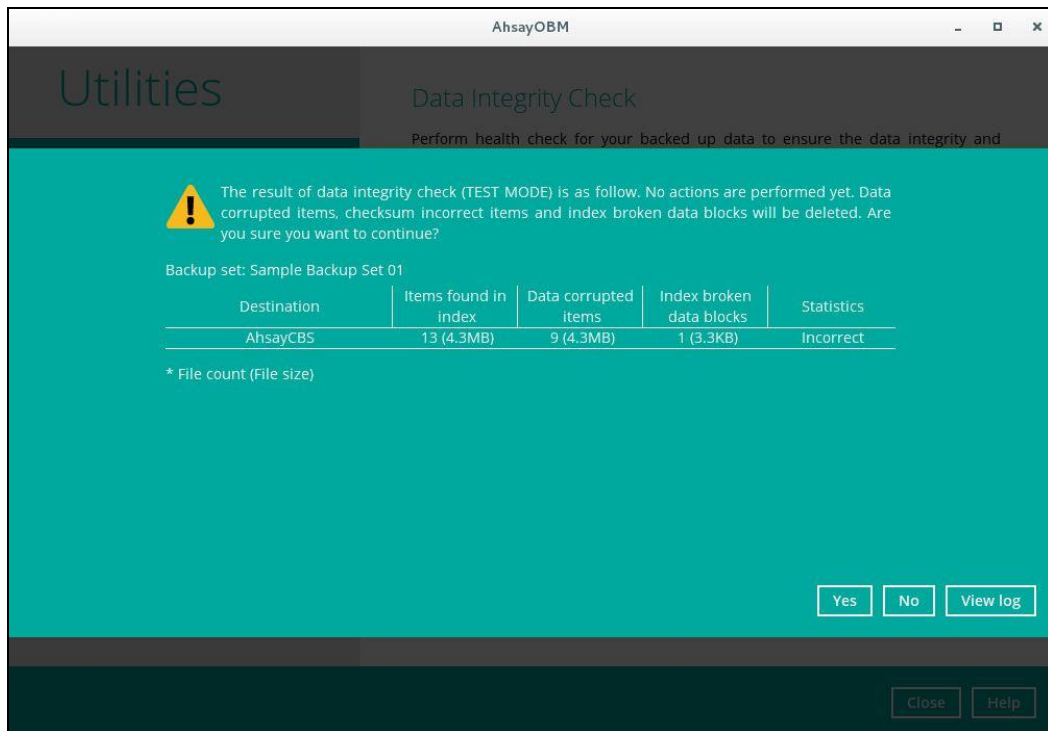 AhsayOBM
Utilities
Data Integrity Check
Perform health check for your backed up data to ensure the data integrity and
The result of data integrity check (TEST MODE) is as follow. No actions are performed yet. Data
corrupted items, checksum incorrect items and index broken data blocks will be deleted. Are
you sure you want to continue?
Backup set: Sample Backup Set 01
Destination Items found in index Data corrupted items Index broken data blocks Statistics
AhsayCBS 13 (4.3MB) 9 (4.3MB) 1 (3.3KB) Incorrect
* File count (File size)
Yes No View log
Close Help